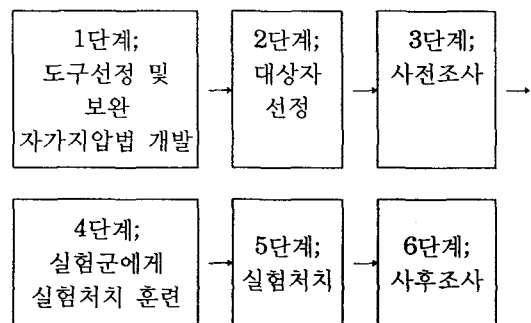 1단계;
도구선정 및
보완
자가지압법 개발
2단계;
대상자
선정
3단계;
사전조사
4단계;
실험군에게
실험처치 훈련
5단계;
실험처치
6단계;
사후조사